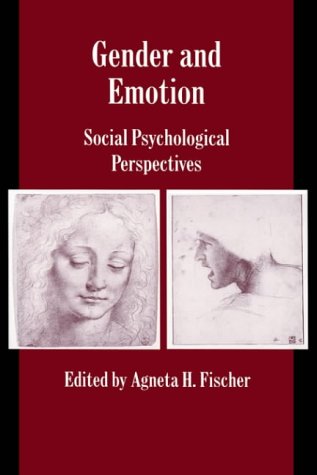 Gender and
Emotion
Social Psychological
Perspectives
Edited by Agneta H. Fischer